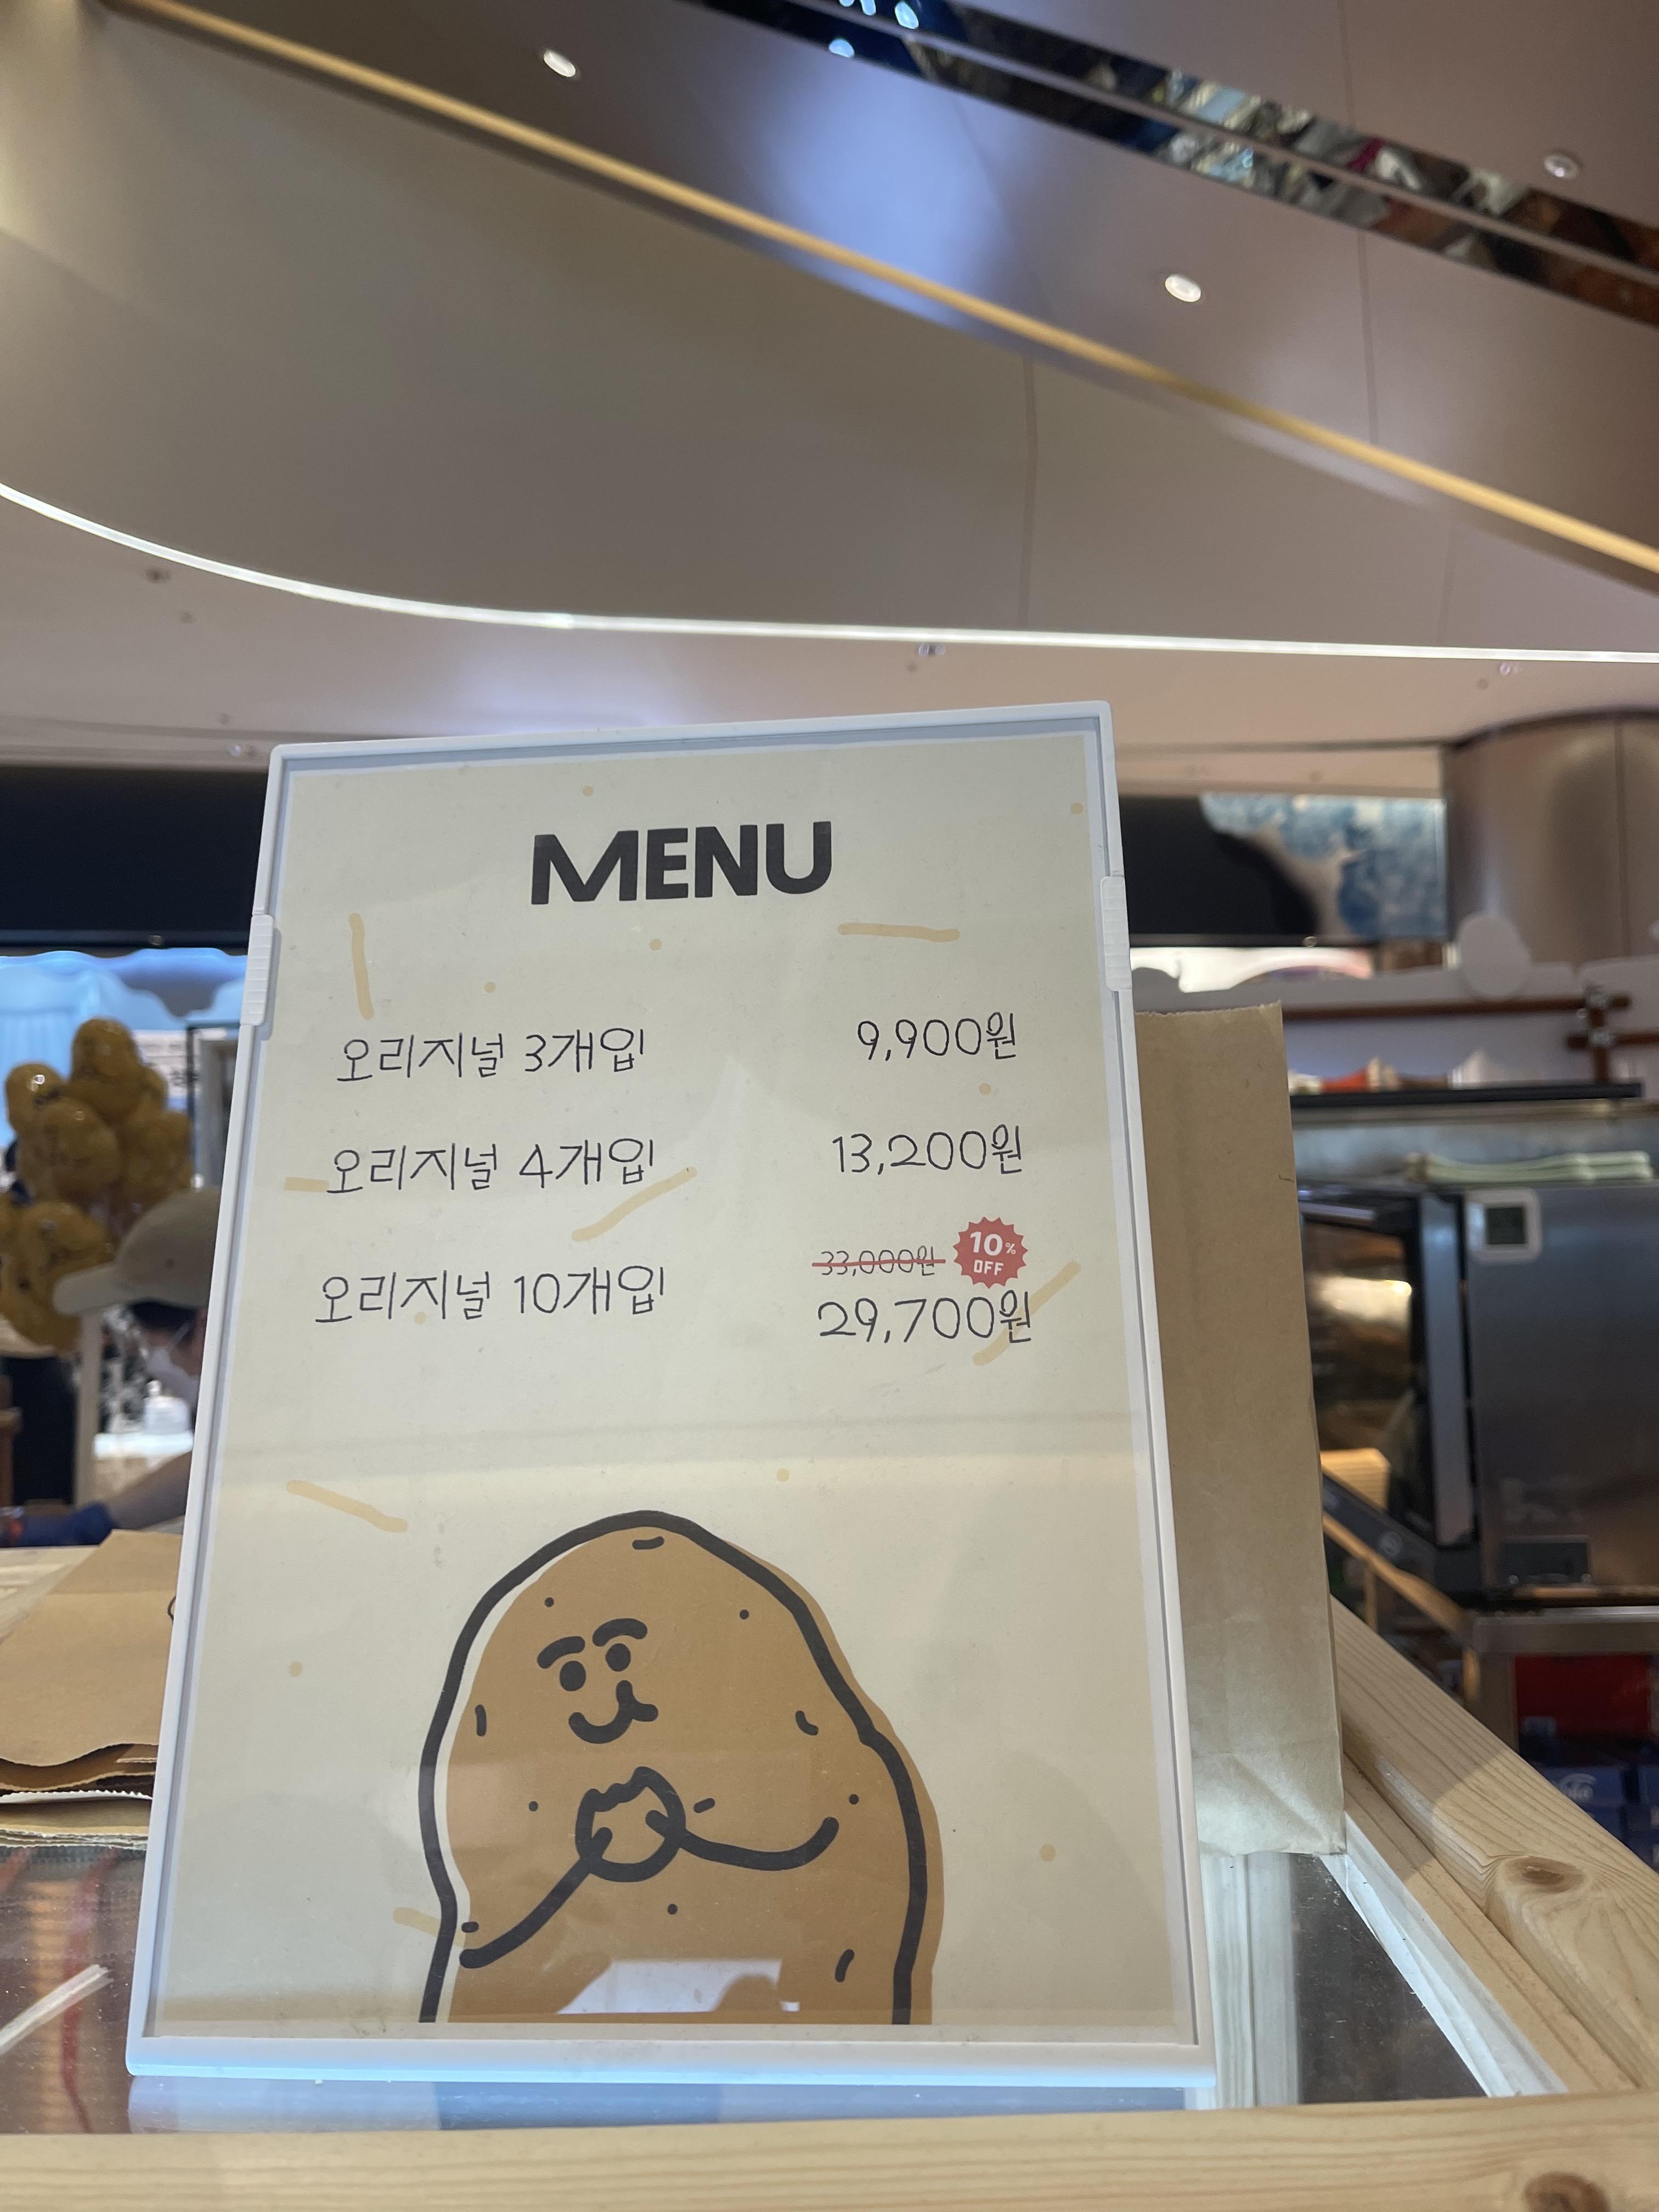 MENU
오리지널 3개입 9,900원
오리지널 4개입 13,200원
33,000원 10% OFF
오리지널 10개입 29,700원